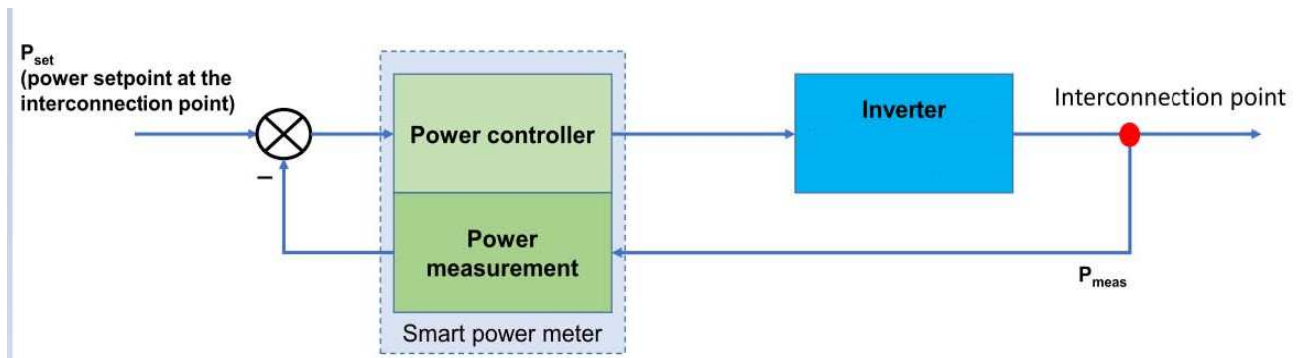 P_set
(power setpoint at the
interconnection point)
Power controller
Inverter
Interconnection point
–
Power
measurement
P_meas
Smart power meter